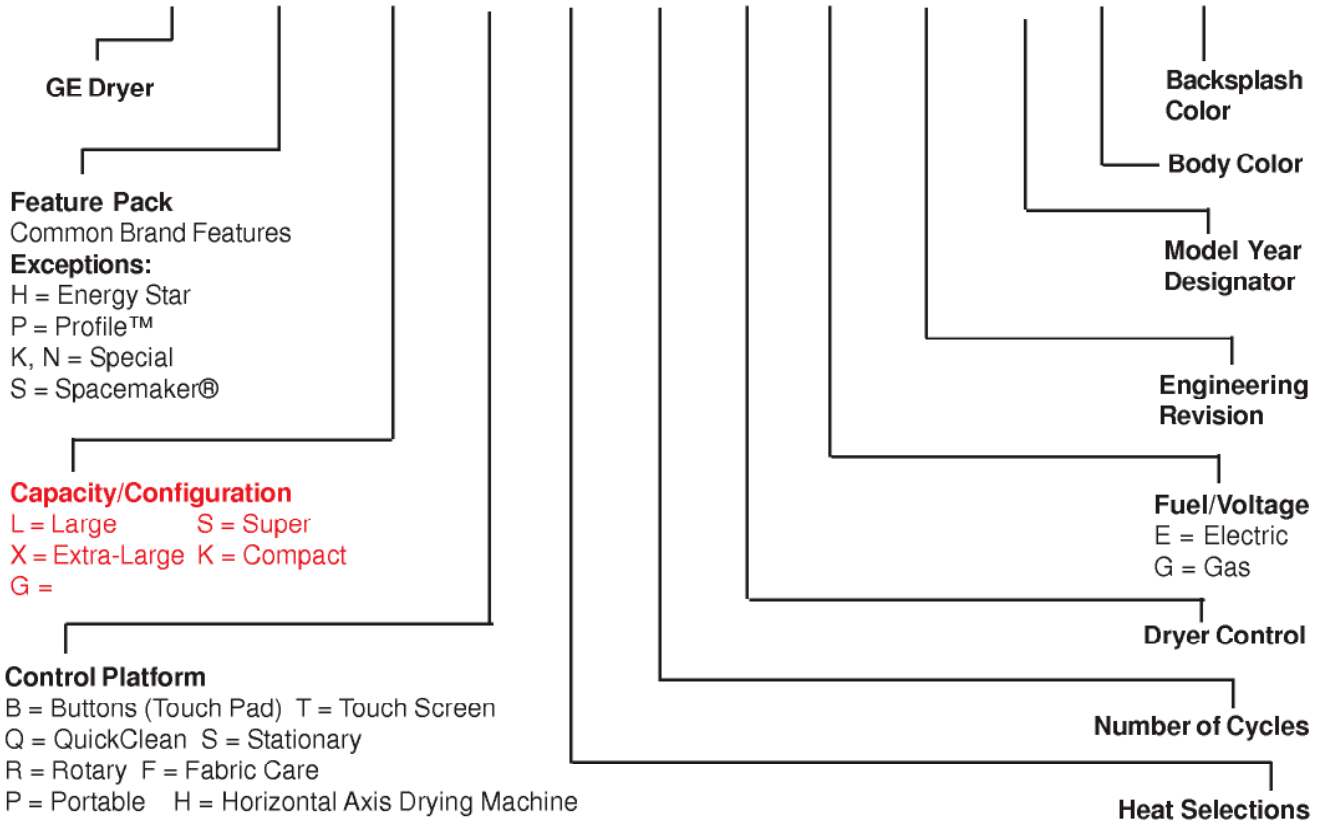 GE Dryer
Feature Pack
Common Brand Features
Exceptions:
H = Energy Star
P = Profile™
K, N = Special
S = Spacemaker®
Capacity/Configuration
L = Large S = Super
X = Extra-Large K = Compact
G =
Control Platform
B = Buttons (Touch Pad) T = Touch Screen
Q = QuickClean S = Stationary
R = Rotary F = Fabric Care
P = Portable H = Horizontal Axis Drying Machine
Backsplash
Color
Body Color
Model Year
Designator
Engineering
Revision
Fuel/Voltage
E = Electric
G = Gas
Dryer Control
Number of Cycles
Heat Selections